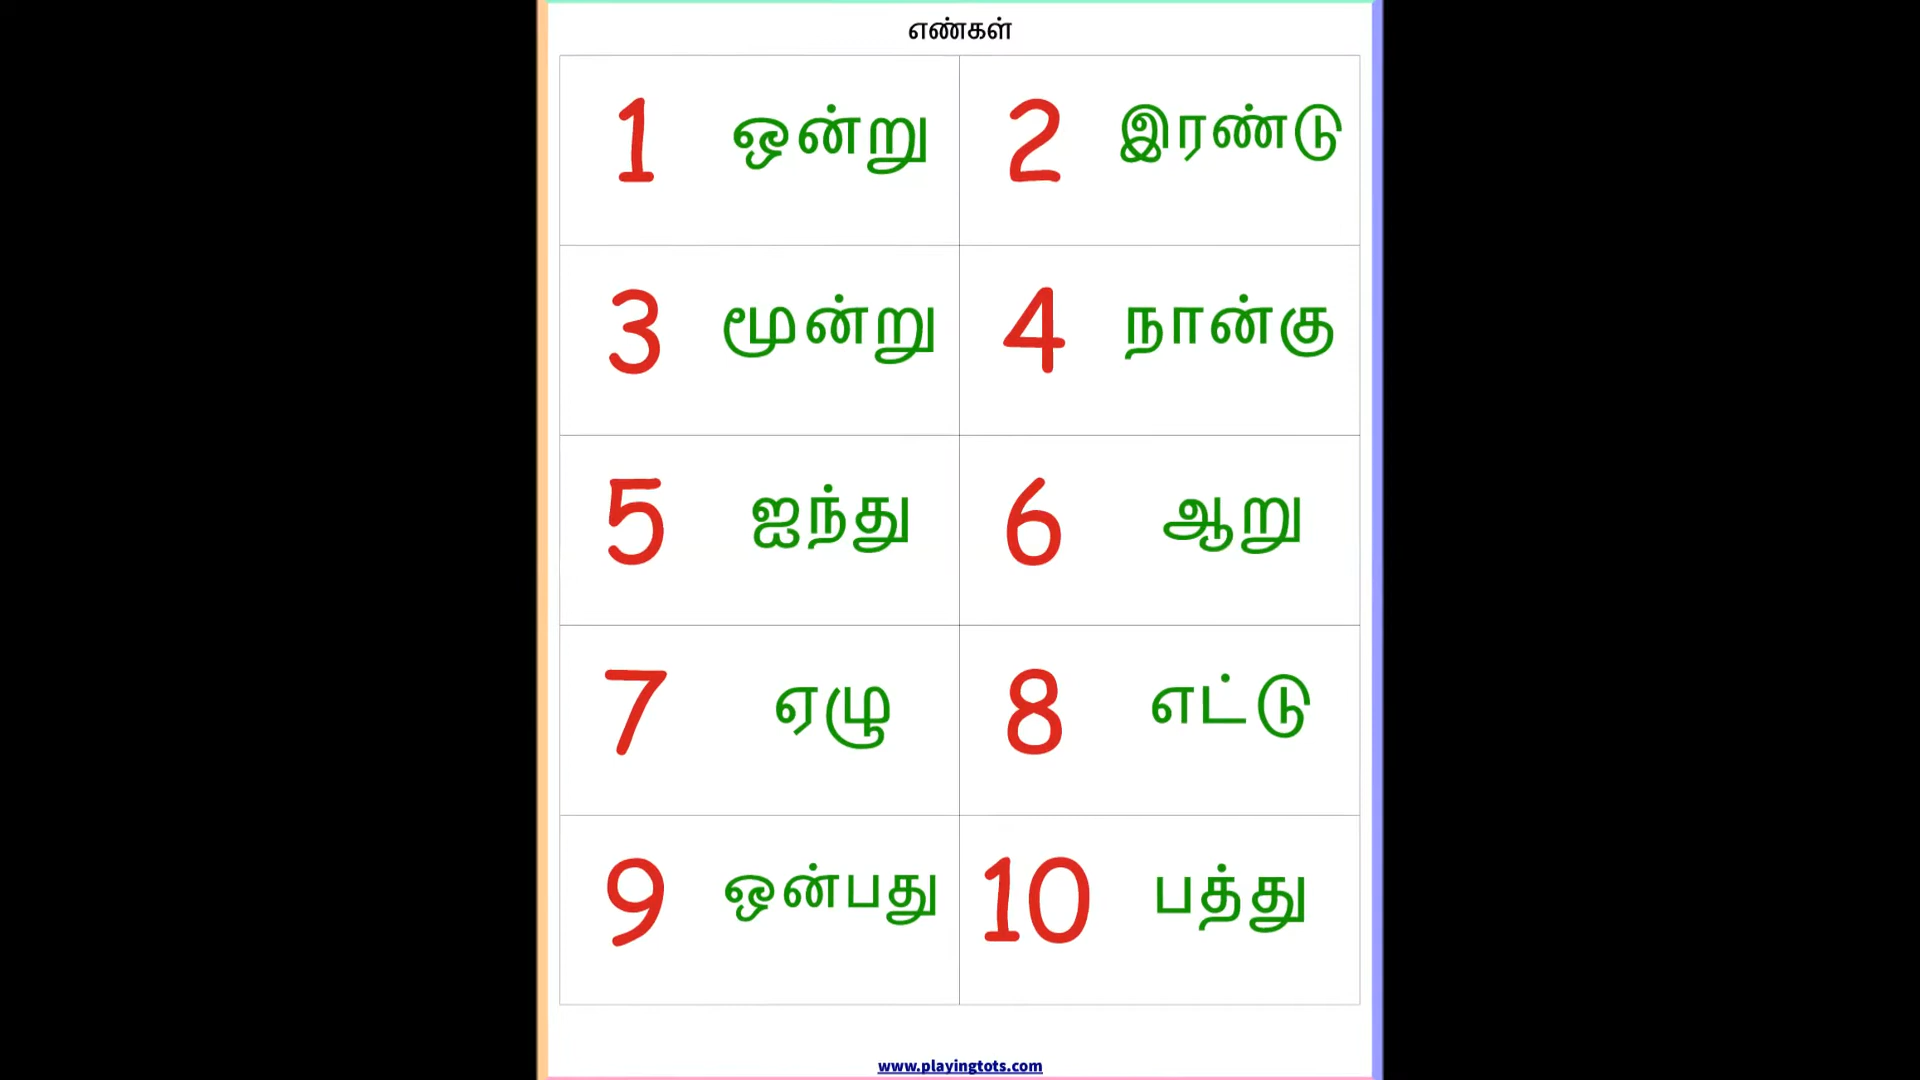 எண்கள்
1 ஒன்று 2 இரண்டு
3 மூன்று 4 நான்கு
5 ஐந்து 6 ஆறு
7 ஏழு 8 எட்டு
9 ஒன்பது 10 பத்து
www.playingtots.com